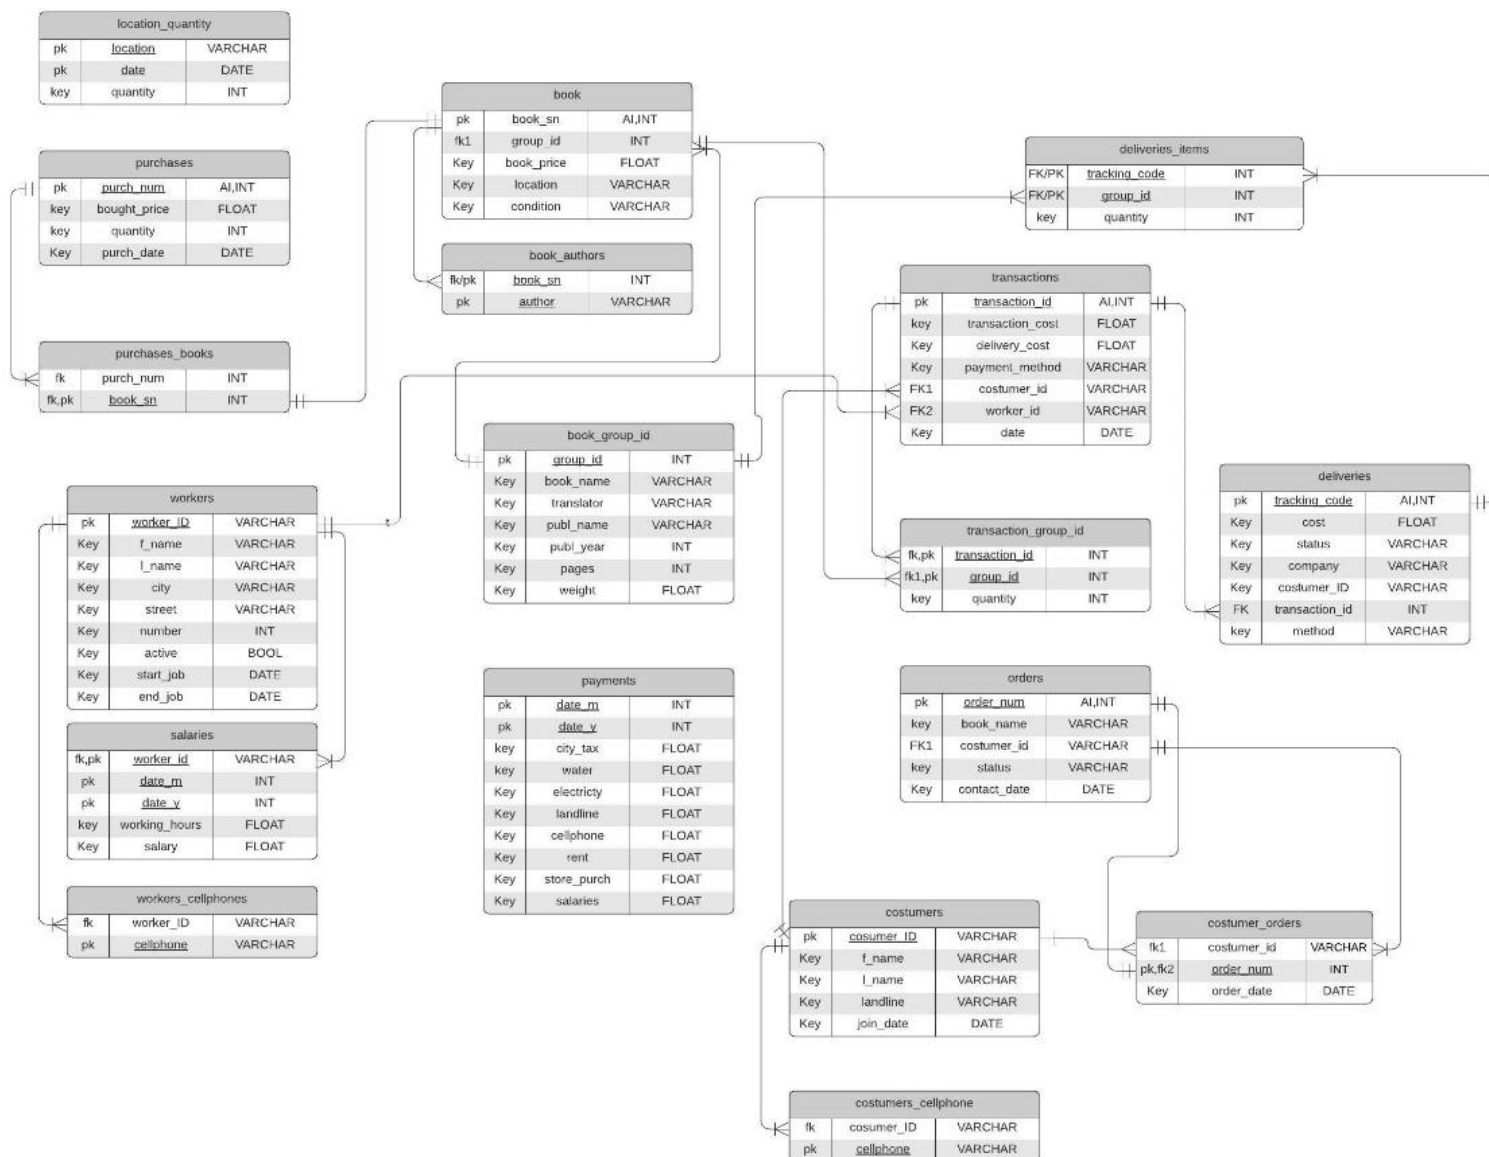 location_quantity
pk location VARCHAR
pk date DATE
key quantity INT
purchases
pk purch_num AI,INT
key bought_price FLOAT
key quantity INT
Key purch_date DATE
purchases_books
fk purch_num INT
fk,pk book_sn INT
workers
pk worker_ID VARCHAR
Key f_name VARCHAR
Key l_name VARCHAR
Key city VARCHAR
Key street VARCHAR
Key number INT
Key active BOOL
Key start_job DATE
Key end_job DATE
salaries
fk,pk worker_id VARCHAR
pk date_m INT
pk date_y INT
key working_hours FLOAT
Key salary FLOAT
workers_cellphones
fk worker_ID VARCHAR
pk cellphone VARCHAR
book
pk book_sn AI,INT
fk1 group_id INT
Key book_price FLOAT
Key location VARCHAR
Key condition VARCHAR
book_authors
fk/pk book_sn INT
pk author VARCHAR
t
book_group_id
pk group_id INT
Key book_name VARCHAR
Key translator VARCHAR
Key publ_name VARCHAR
Key publ_year INT
Key pages INT
Key weight FLOAT
payments
pk date_m INT
pk date_y INT
key city_tax FLOAT
key water FLOAT
Key electricty FLOAT
Key landline FLOAT
Key cellphone FLOAT
Key rent FLOAT
Key store_purch FLOAT
Key salaries FLOAT
deliveries_items
FK/PK tracking_code INT
FK/PK group_id INT
key quantity INT
transactions
pk transaction_id AI,INT
key transaction_cost FLOAT
Key delivery_cost FLOAT
Key payment_method VARCHAR
FK1 costumer_id VARCHAR
FK2 worker_id VARCHAR
Key date DATE
transaction_group_id
fk,pk transaction_id INT
fk1,pk group_id INT
key quantity INT
deliveries
pk tracking_code AI,INT
Key cost FLOAT
Key status VARCHAR
Key company VARCHAR
Key costumer_ID VARCHAR
FK transaction_id INT
key method VARCHAR
orders
pk order_num AI,INT
key book_name VARCHAR
FK1 costumer_id VARCHAR
key status VARCHAR
Key contact_date DATE
costumers
pk cosumer_ID VARCHAR
Key f_name VARCHAR
Key l_name VARCHAR
Key landline VARCHAR
Key join_date DATE
costumer_orders
fk1 costumer_id VARCHAR
pk,fk2 order_num INT
Key order_date DATE
costumers_cellphone
fk cosumer_ID VARCHAR
pk cellphone VARCHAR